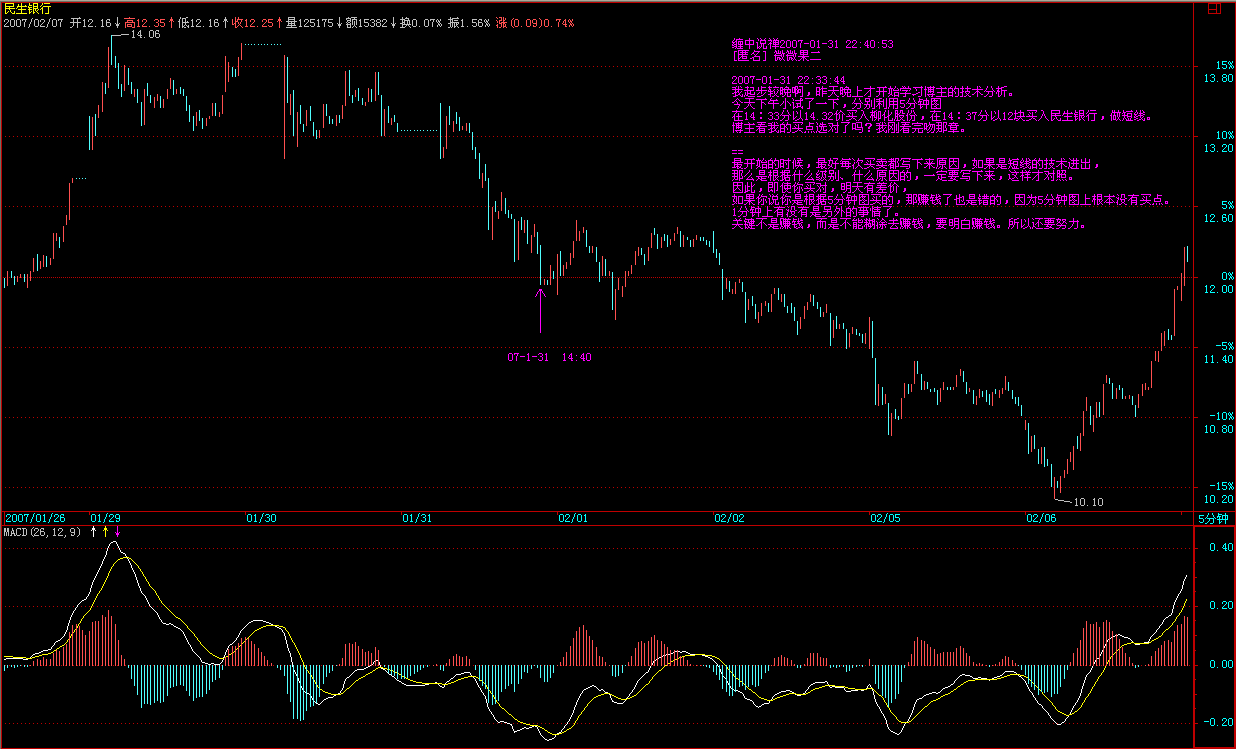 民生银行
2007/02/07 开12.16↓高12.35↑低12.16↑收12.25↑量125175↓额15382↓换0.07% 振1.56% 涨(0.09)0.74%
14.06
缠中说禅2007-01-31 22:40:53
[匿名] 微微果二
2007-01-31 22:33:44
我起步较晚啊，昨天晚上才开始学习博主的技术分析。
今天下午小试了一下，分别利用5分钟图
在14：33分以14.32价买入柳化股份，在14：37分以12块买入民生银行，做短线。
博主看我的买点选对了吗？我刚看完吻那章。
==
最开始的时候，最好每次买卖都写下来原因，如果是短线的技术进出，
那么是根据什么级别、什么原因的，一定要写下来，这样才对照。
因此，即使你买对，明天有差价，
如果你说你是根据5分钟图买的，那赚钱了也是错的，因为5分钟图上根本没有买点。
1分钟上有没有是另外的事情了。
关键不是赚钱，而是不能糊涂去赚钱，要明白赚钱。所以还要努力。
15%
13.80
10%
13.20
5%
12.60
0%
12.00
-5%
11.40
-10%
10.80
-15%
10.20
07-1-31 14:40
10.10
2007/01/26 01/29 01/30 01/31 02/01 02/02 02/05 02/06 5分钟
MACD(26,12,9) ↑ ↑ ↓
0.40
0.20
0.00
-0.20